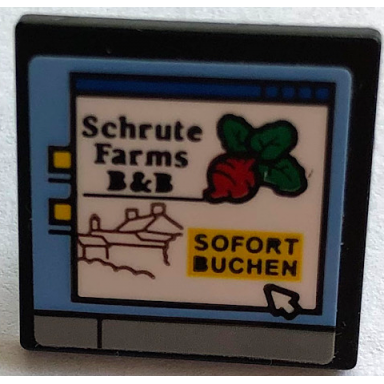 Schrute
Farms
B&B
SOFORT
BUCHEN